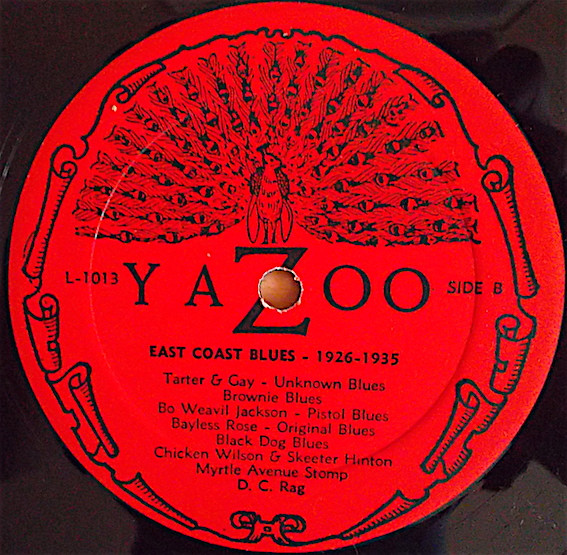 L-1013 YAZOO SIDE B
EAST COAST BLUES - 1926-1935
Tarter & Gay - Unknown Blues
Brownie Blues
Bo Weavil Jackson - Pistol Blues
Bayless Rose - Original Blues
Black Dog Blues
Chicken Wilson & Skeeter Hinton
Myrtle Avenue Stomp
D. C. Rag